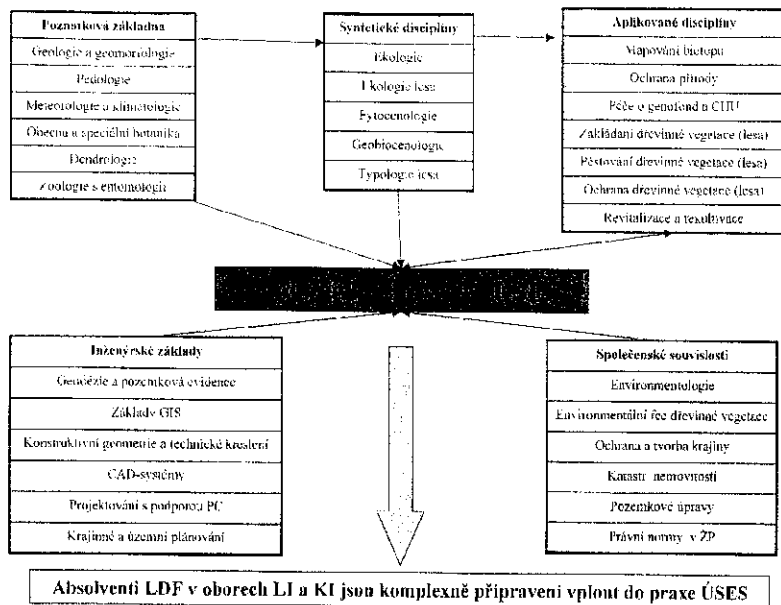 Poznatková základna
Geologie a geomorfologie
Pedologie
Meteorologie a klimatologie
Obecná a speciální botanika
Dendrologie
Zoologie s entomologií
Syntetické disciplíny
Ekologie
Ekologie lesa
Fytocenologie
Geobiocenologie
Typologie lesa
Aplikované disciplíny
Mapování biotopů
Ochrana přírody
Péče o genofond a CHÚ
Zakládání dřevinné vegetace (lesa)
Pěstování dřevinné vegetace (lesa)
Ochrana dřevinné vegetace (lesa)
Revitalizace a rekultivace
Inženýrské základy
Geodézie a pozemková evidence
Základy GIS
Konstruktivní geometrie a technické kreslení
CAD-systémy
Projektování s podporou PC
Krajinné a územní plánování
Společenské souvislosti
Environmentologie
Environmentální fce dřevinné vegetace
Ochrana a tvorba krajiny
Katastr nemovitostí
Pozemkové úpravy
Právní normy v ŽP
Absolventi LDF v oborech LI a KI jsou komplexně připraveni vplout do praxe ÚSES